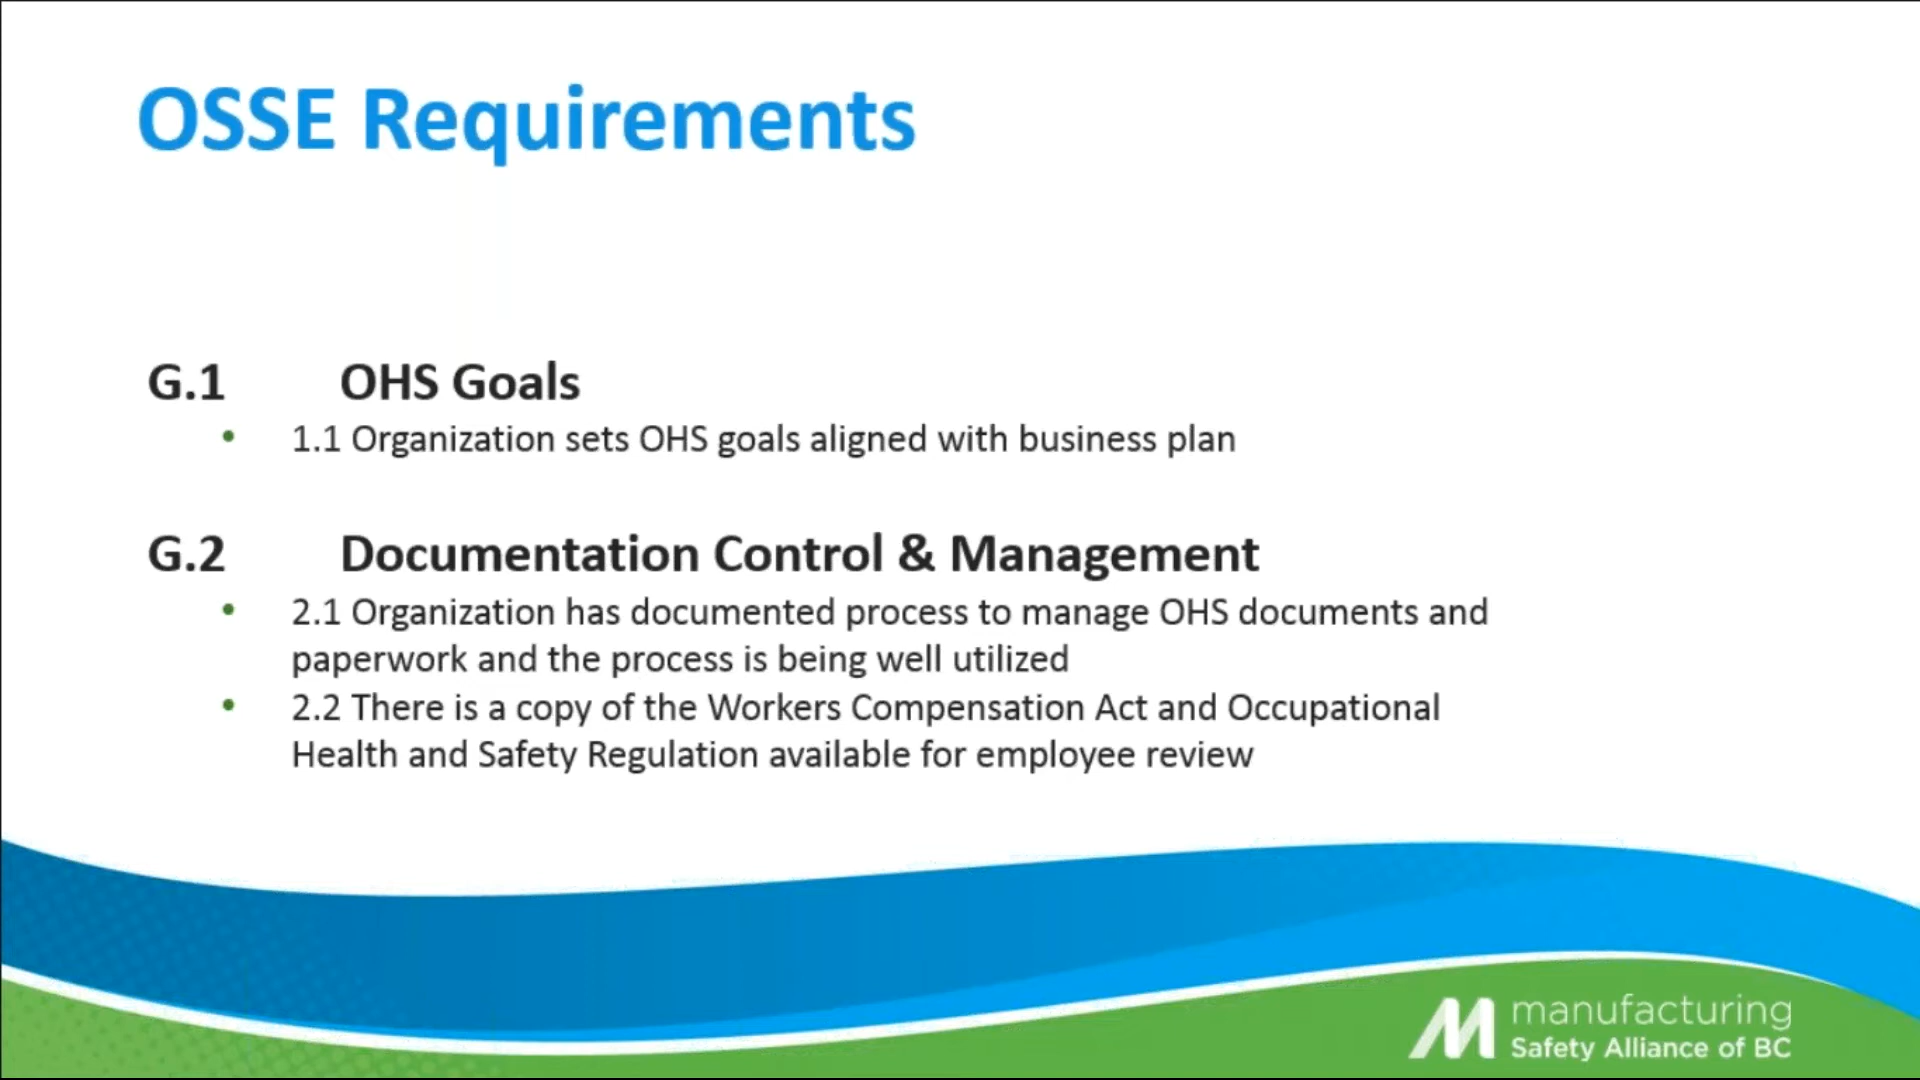 OSSE Requirements
G.1 OHS Goals
• 1.1 Organization sets OHS goals aligned with business plan
G.2 Documentation Control & Management
• 2.1 Organization has documented process to manage OHS documents and
paperwork and the process is being well utilized
• 2.2 There is a copy of the Workers Compensation Act and Occupational
Health and Safety Regulation available for employee review
manufacturing
Safety Alliance of BC